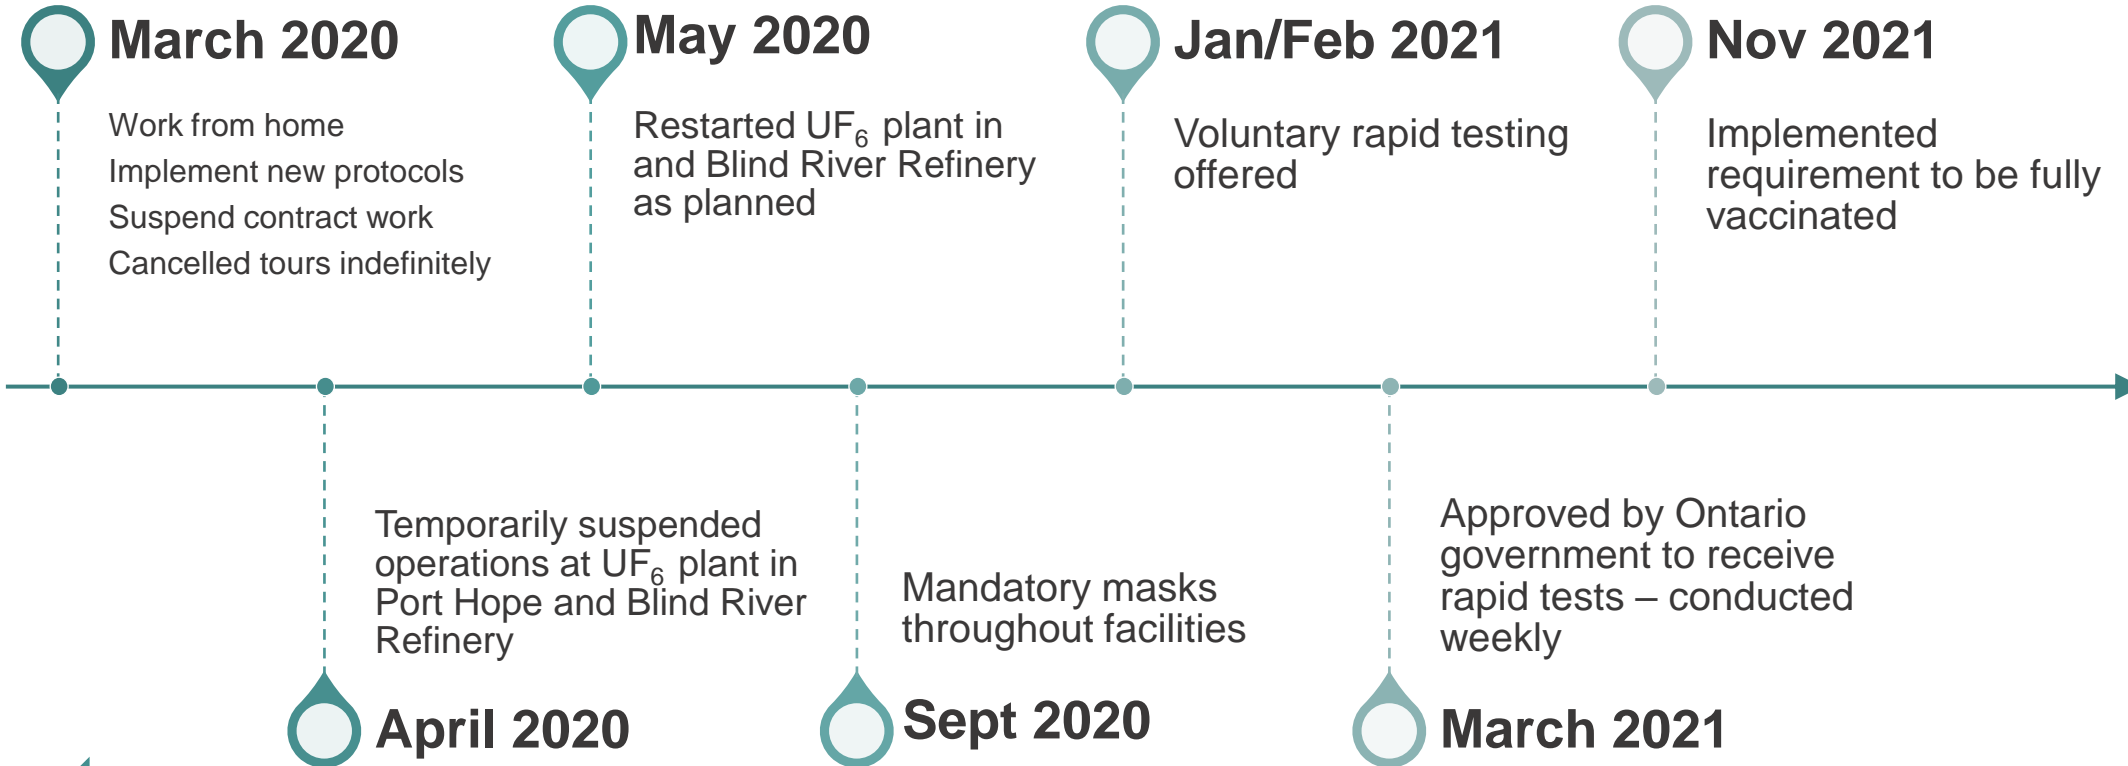 March 2020
Work from home
Implement new protocols
Suspend contract work
Cancelled tours indefinitely
May 2020
Restarted UF₆ plant in
and Blind River Refinery
as planned
Jan/Feb 2021
Voluntary rapid testing
offered
Nov 2021
Implemented
requirement to be fully
vaccinated
Temporarily suspended
operations at UF₆ plant in
Port Hope and Blind River
Refinery
April 2020
Mandatory masks
throughout facilities
Sept 2020
Approved by Ontario
government to receive
rapid tests – conducted
weekly
March 2021